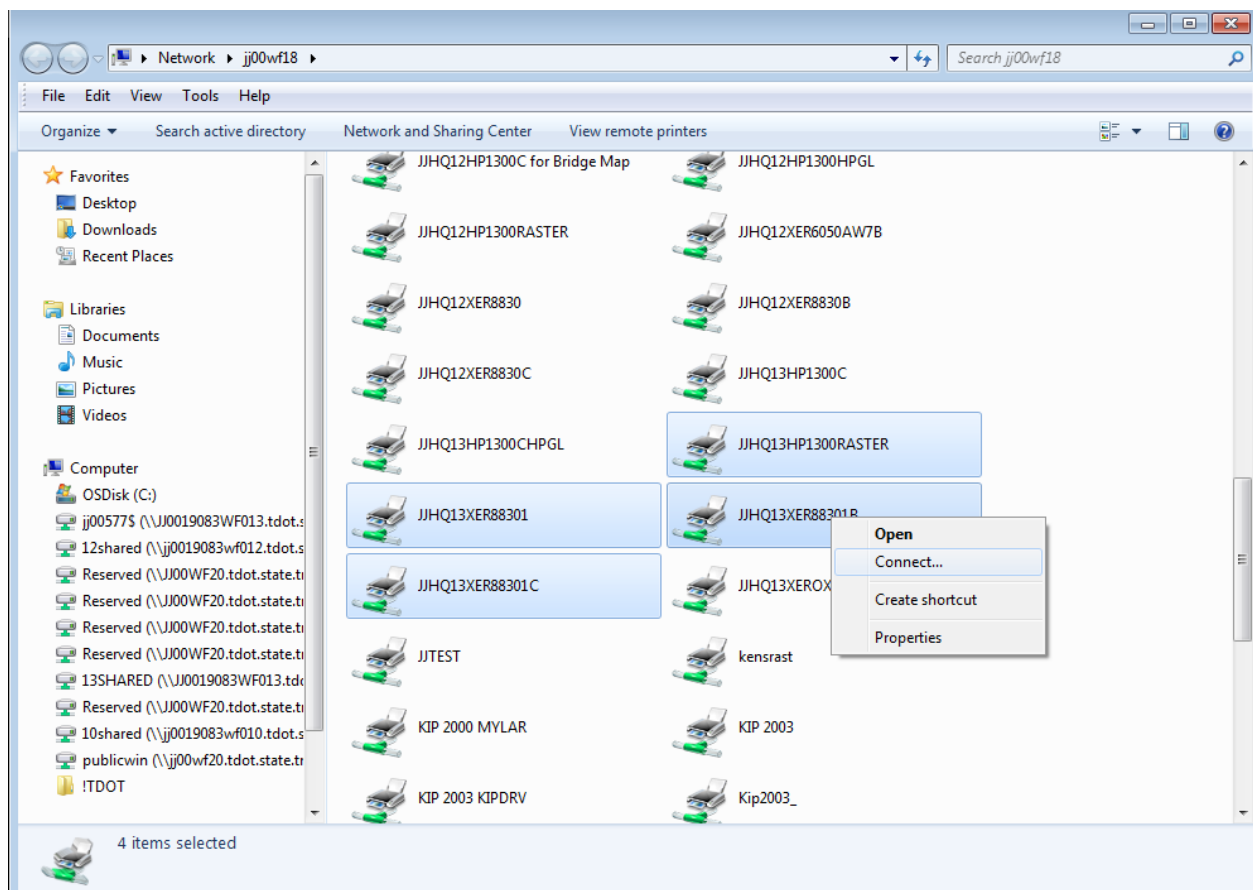 Network ▸ jj00wf18 ▸
Search jj00wf18
File Edit View Tools Help
Organize Search active directory Network and Sharing Center View remote printers
Favorites
Desktop
Downloads
Recent Places
Libraries
Documents
Music
Pictures
Videos
Computer
OSDisk (C:)
jj00577$ (\\JJ0019083WF013.tdot.s
12shared (\\jj0019083wf012.tdot.s
Reserved (\\JJ00WF20.tdot.state.tr
Reserved (\\JJ00WF20.tdot.state.tr
Reserved (\\JJ00WF20.tdot.state.tr
Reserved (\\JJ00WF20.tdot.state.tr
13SHARED (\\JJ0019083WF013.tdo
Reserved (\\JJ00WF20.tdot.state.tr
10shared (\\jj0019083wf010.tdot.s
publicwin (\\jj00wf20.tdot.state.tr
!TDOT
JJHQ12HP1300C for Bridge Map JJHQ12HP1300HPGL
JJHQ12HP1300RASTER JJHQ12XER6050AW7B
JJHQ12XER8830 JJHQ12XER8830B
JJHQ12XER8830C JJHQ13HP1300C
JJHQ13HP1300CHPGL JJHQ13HP1300RASTER
JJHQ13XER88301 JJHQ13XER88301B
JJHQ13XER88301C JJHQ13XEROX
JJTEST kensrast
KIP 2000 MYLAR KIP 2003
KIP 2003 KIPDRV Kip2003_
Open
Connect...
Create shortcut
Properties
4 items selected